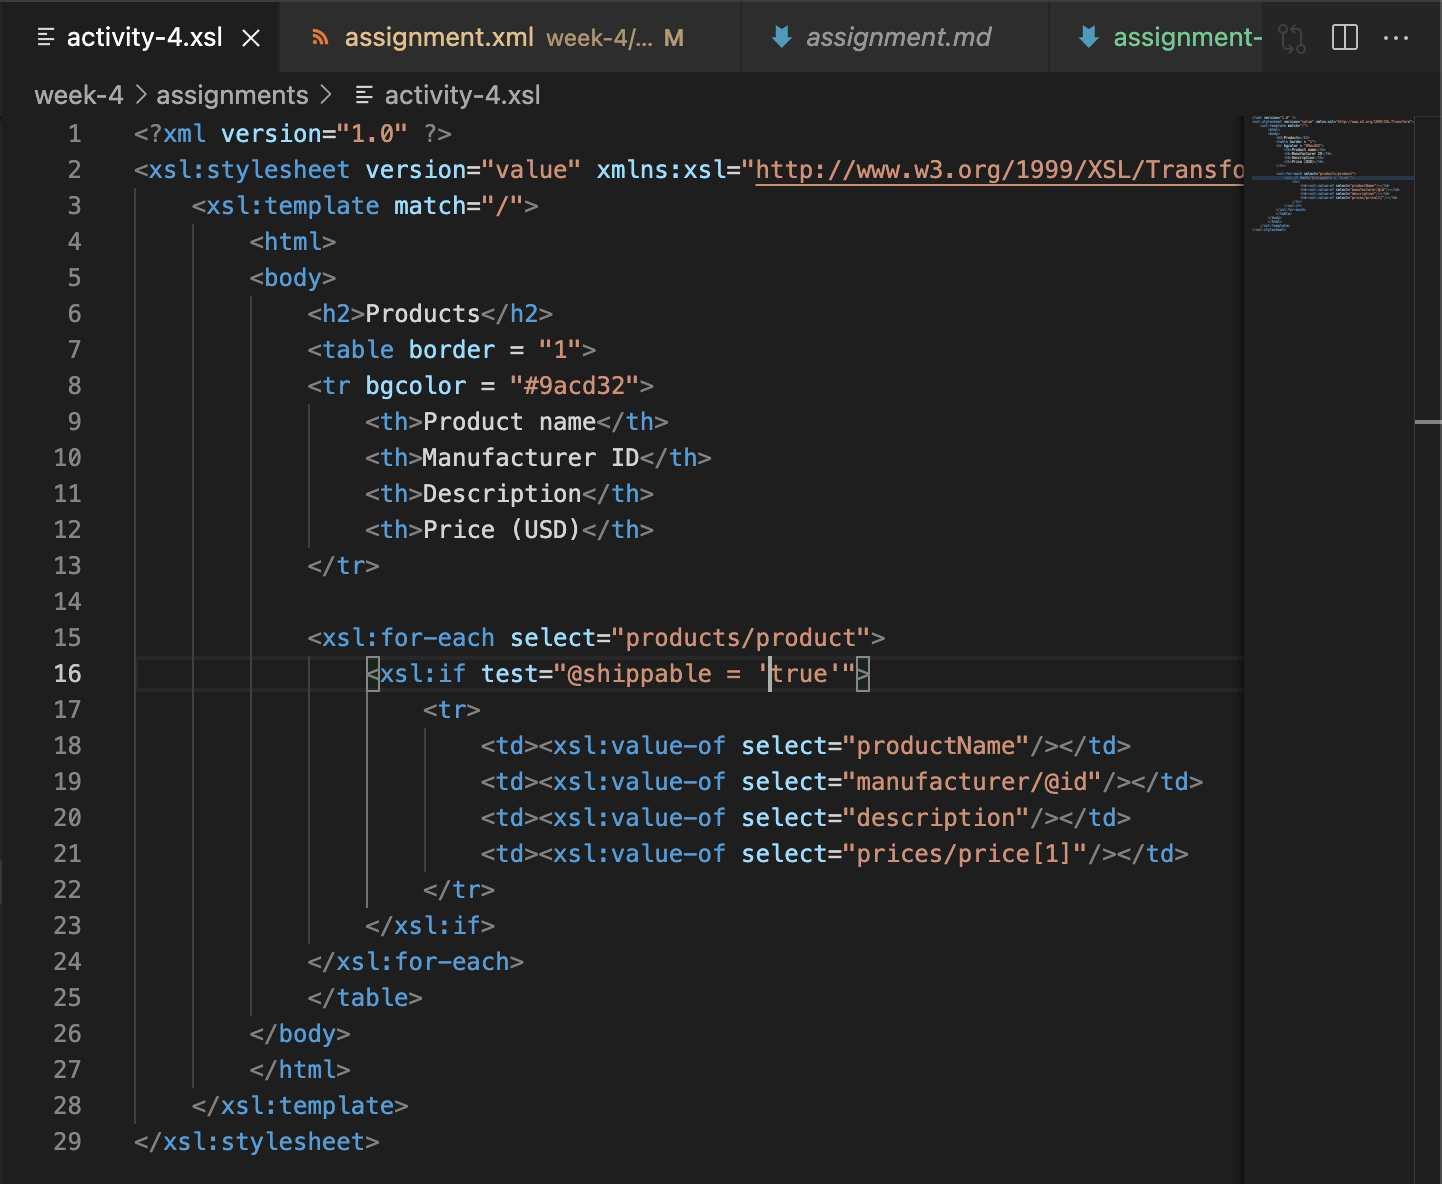 activity-4.xsl × assignment.xml week-4/... M assignment.md assignment-
week-4 > assignments > activity-4.xsl
1 <?xml version="1.0" ?>
2 <xsl:stylesheet version="value" xmlns:xsl="http://www.w3.org/1999/XSL/Transfo
3 <xsl:template match="/">
4 <html>
5 <body>
6 <h2>Products</h2>
7 <table border = "1">
8 <tr bgcolor = "#9acd32">
9 <th>Product name</th>
10 <th>Manufacturer ID</th>
11 <th>Description</th>
12 <th>Price (USD)</th>
13 </tr>
14
15 <xsl:for-each select="products/product">
16 <xsl:if test="@shippable = 'true'">
17 <tr>
18 <td><xsl:value-of select="productName"/></td>
19 <td><xsl:value-of select="manufacturer/@id"/></td>
20 <td><xsl:value-of select="description"/></td>
21 <td><xsl:value-of select="prices/price[1]"/></td>
22 </tr>
23 </xsl:if>
24 </xsl:for-each>
25 </table>
26 </body>
27 </html>
28 </xsl:template>
29 </xsl:stylesheet>